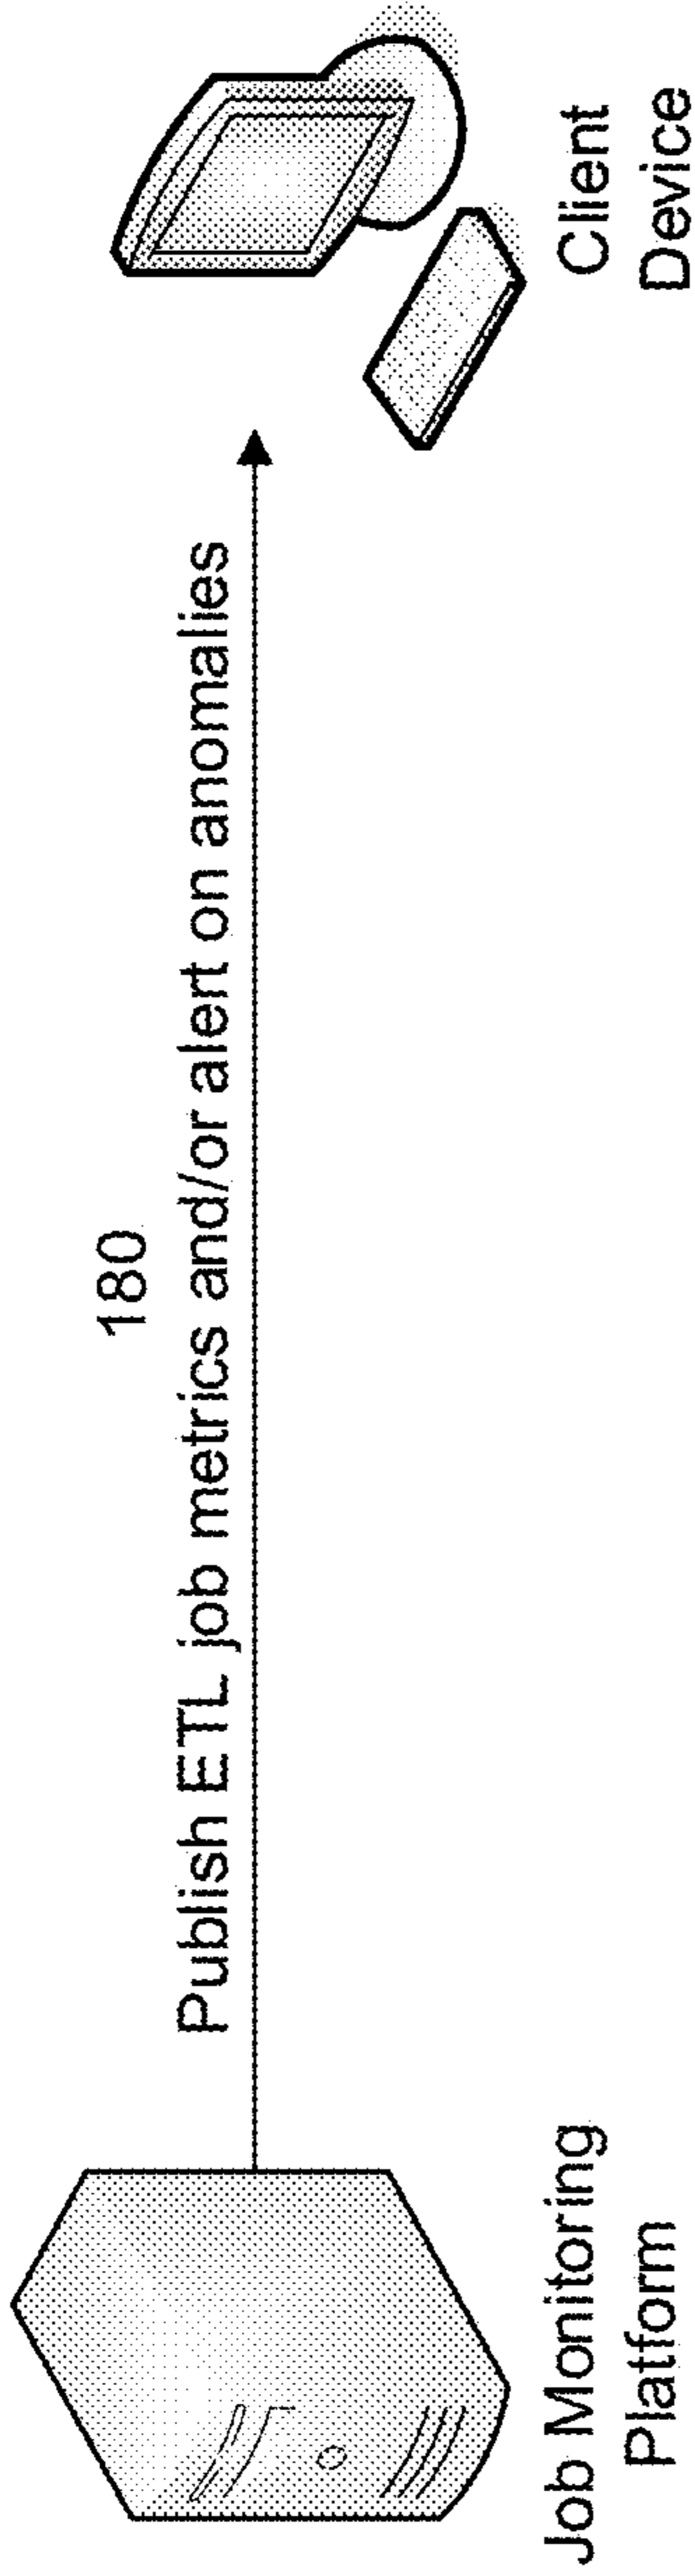 180
Publish ETL job metrics and/or alert on anomalies
Job Monitoring
Platform
Client
Device